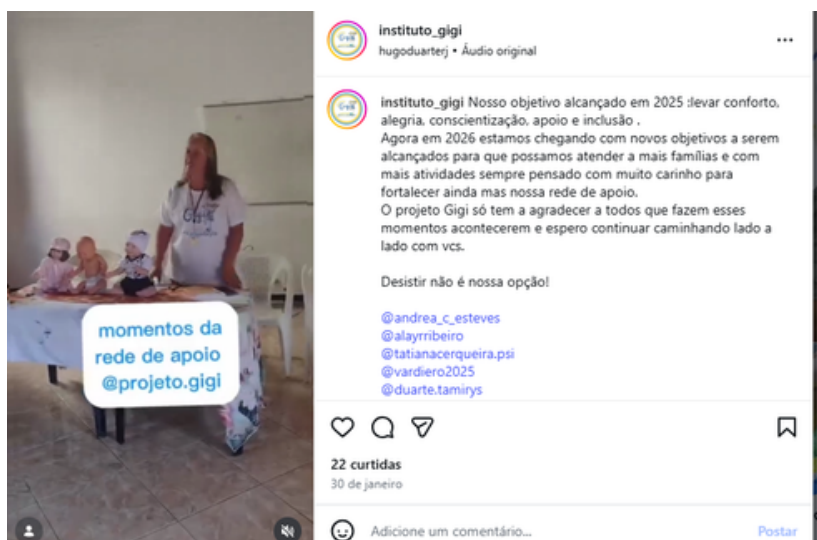 instituto_gigi
hugoduarterj • Áudio original
instituto_gigi Nosso objetivo alcançado em 2025 :levar conforto,
alegria, conscientização, apoio e inclusão .
Agora em 2026 estamos chegando com novos objetivos a serem
alcançados para que possamos atender a mais famílias e com
mais atividades sempre pensado com muito carinho para
fortalecer ainda mas nossa rede de apoio.
O projeto Gigi só tem a agradecer a todos que fazem esses
momentos acontecerem e espero continuar caminhando lado a
lado com vcs.
Desistir não é nossa opção!
@andrea_c_esteves
@alayrribeiro
@tatianacerqueira.psi
@vardiero2025
@duarte.tamirys
momentos da
rede de apoio
@projeto.gigi
22 curtidas
30 de janeiro
Adicione um comentário...
Postar